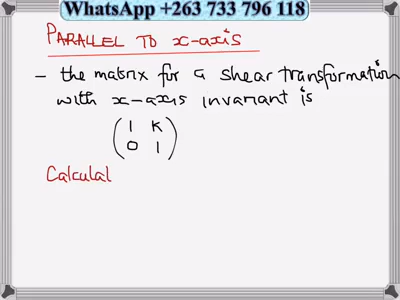 WhatsApp +263 733 796 118
PARALLEL TO x-axis
- the matrix for a shear transformation
with x-axis invariant is
1 K
0 1
Calculat